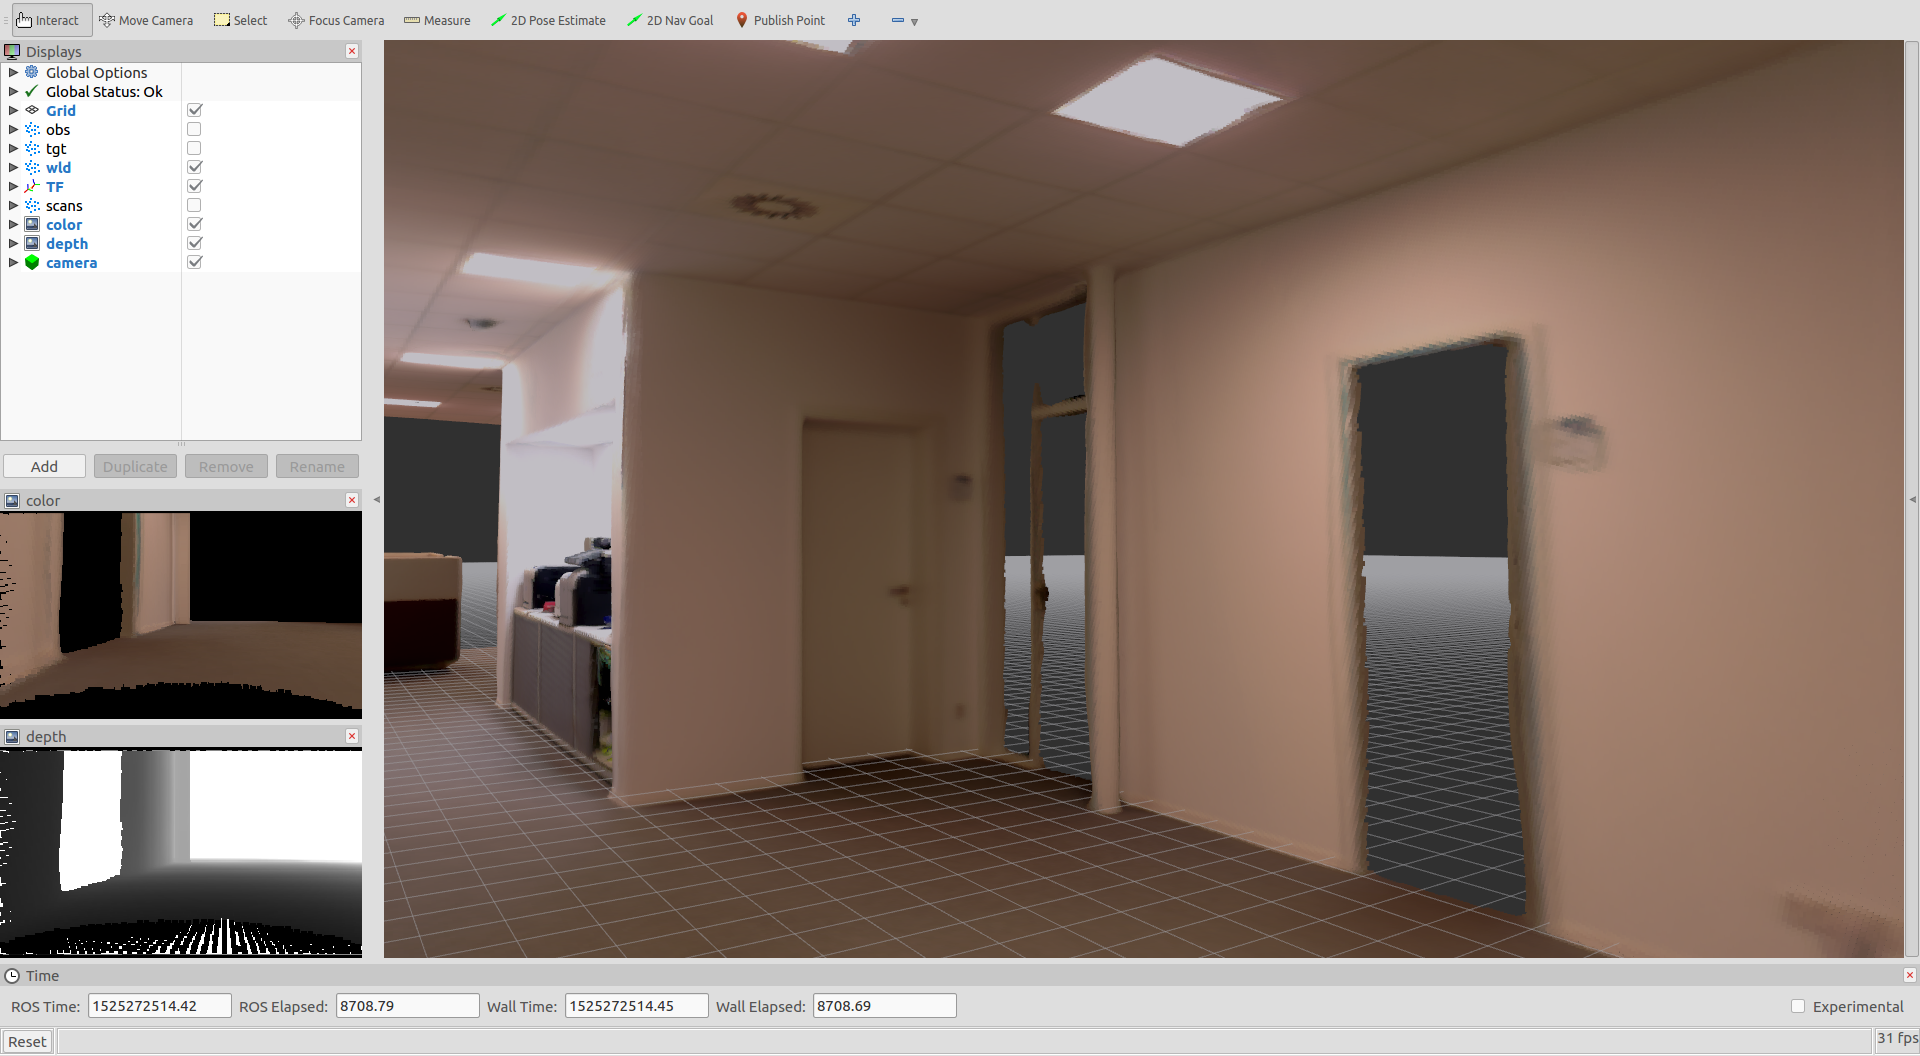 Interact Move Camera Select Focus Camera Measure 2D Pose Estimate 2D Nav Goal Publish Point
Displays
Global Options
Global Status: Ok
Grid
obs
tgt
wld
TF
scans
color
depth
camera
Add Duplicate Remove Rename
color
depth
Time
ROS Time: 1525272514.42 ROS Elapsed: 8708.79 Wall Time: 1525272514.45 Wall Elapsed: 8708.69 Experimental
Reset 31 fps